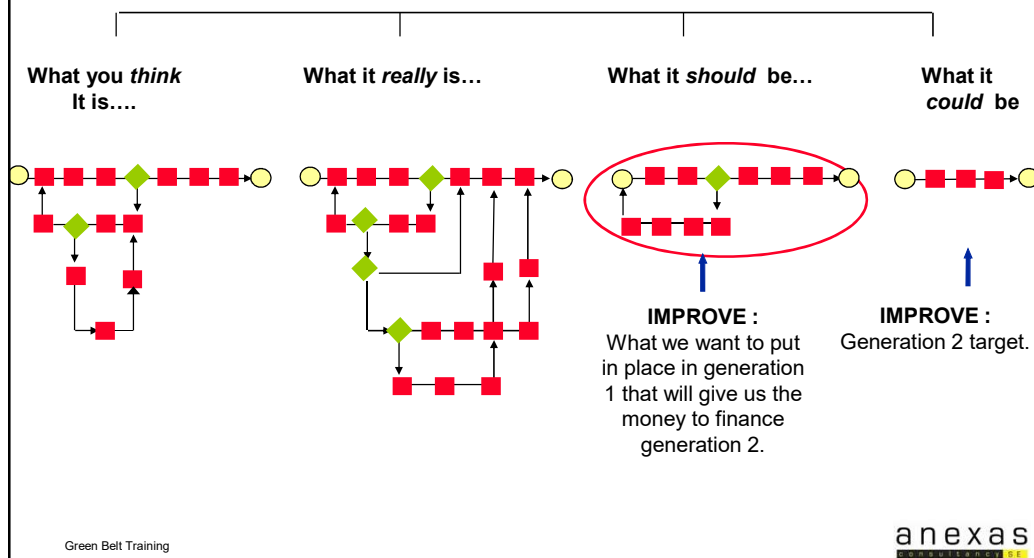 What you think
It is….
What it really is…
What it should be…
What it
could be
IMPROVE :
What we want to put
in place in generation
1 that will give us the
money to finance
generation 2.
IMPROVE :
Generation 2 target.
Green Belt Training
anexas
consultancy SE